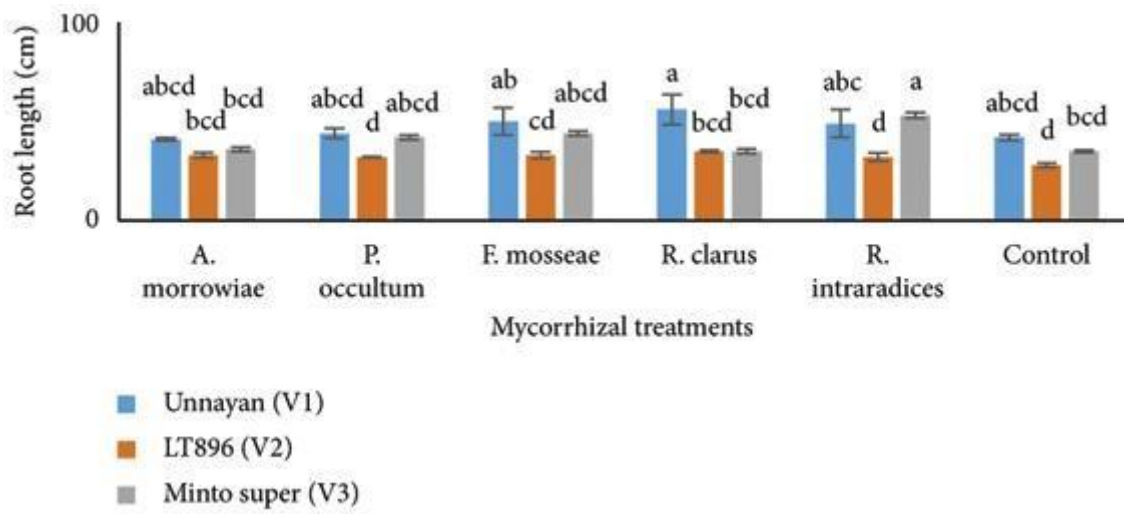 Root length (cm)
100
0
abcd
bcd
bcd
abcd
d
abcd
ab
cd
abcd
a
bcd
bcd
abc
d
a
abcd
d
bcd
A.
morrowiae
P.
occultum
F. mosseae
R. clarus
R.
intraradices
Control
Mycorrhizal treatments
Unnayan (V1)
LT896 (V2)
Minto super (V3)